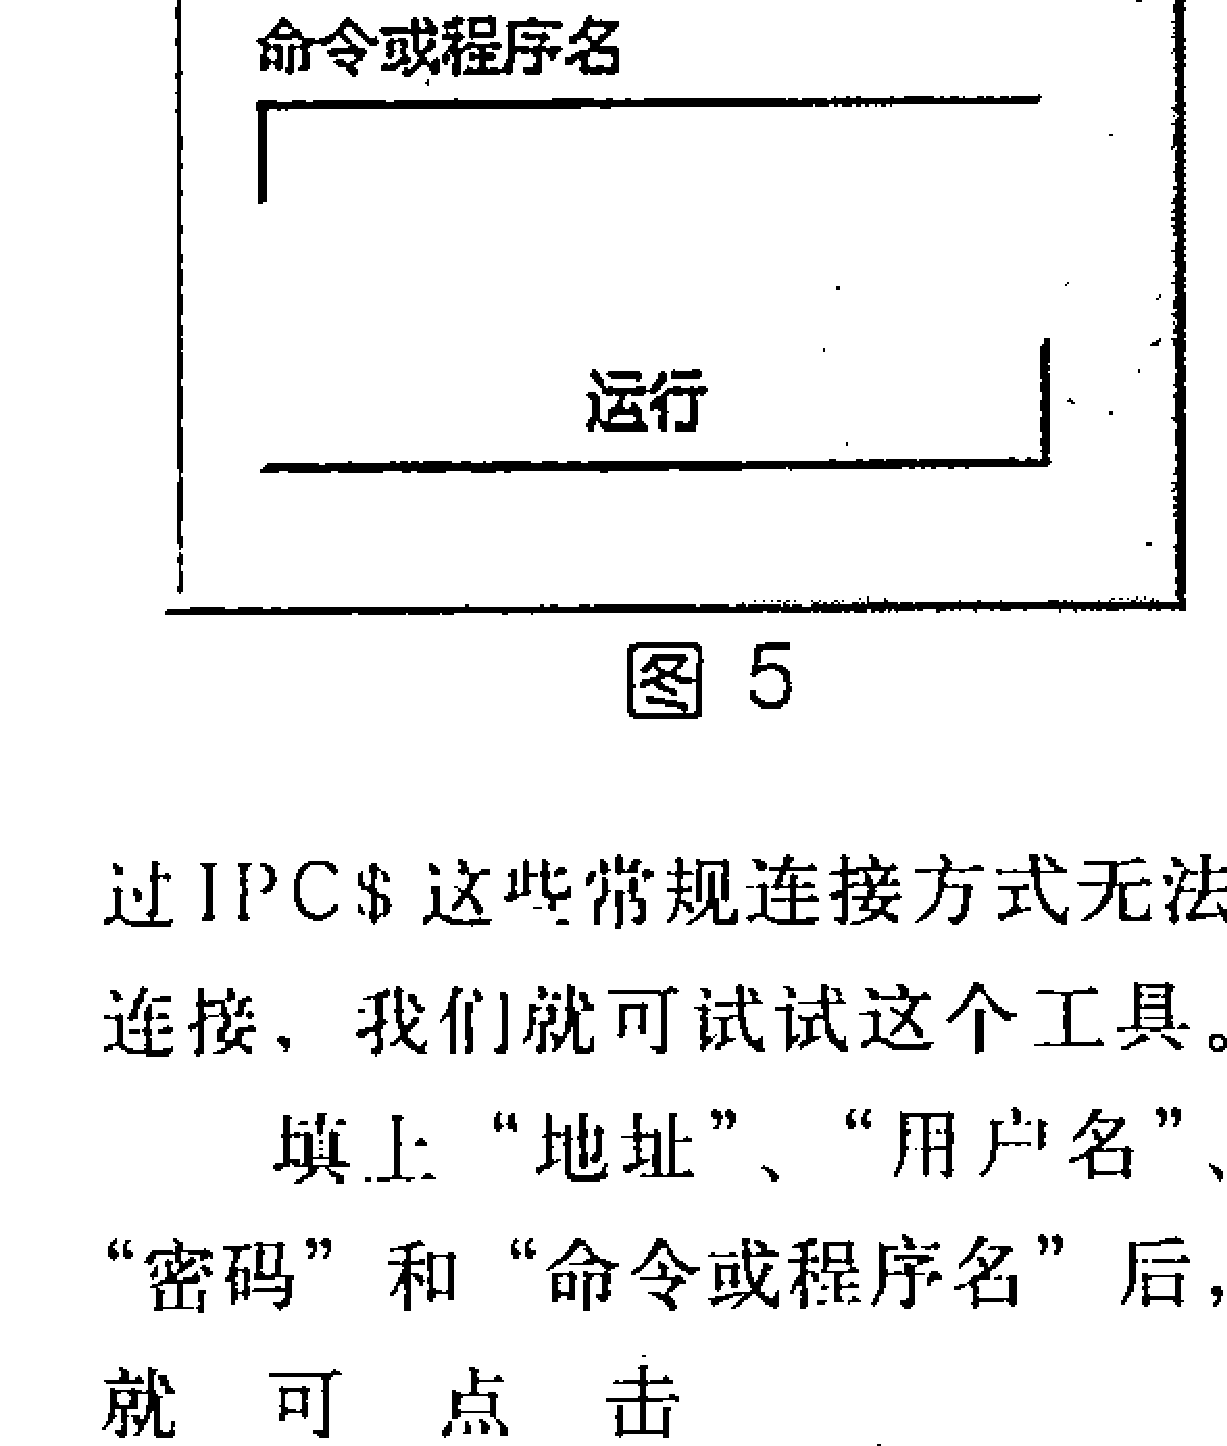 命令或程序名
运行
图 5
过IPC$这些常规连接方式无法
连接，我们就可试试这个工具。
填上“地址”、“用户名”、
“密码”和“命令或程序名”后，
就可点击